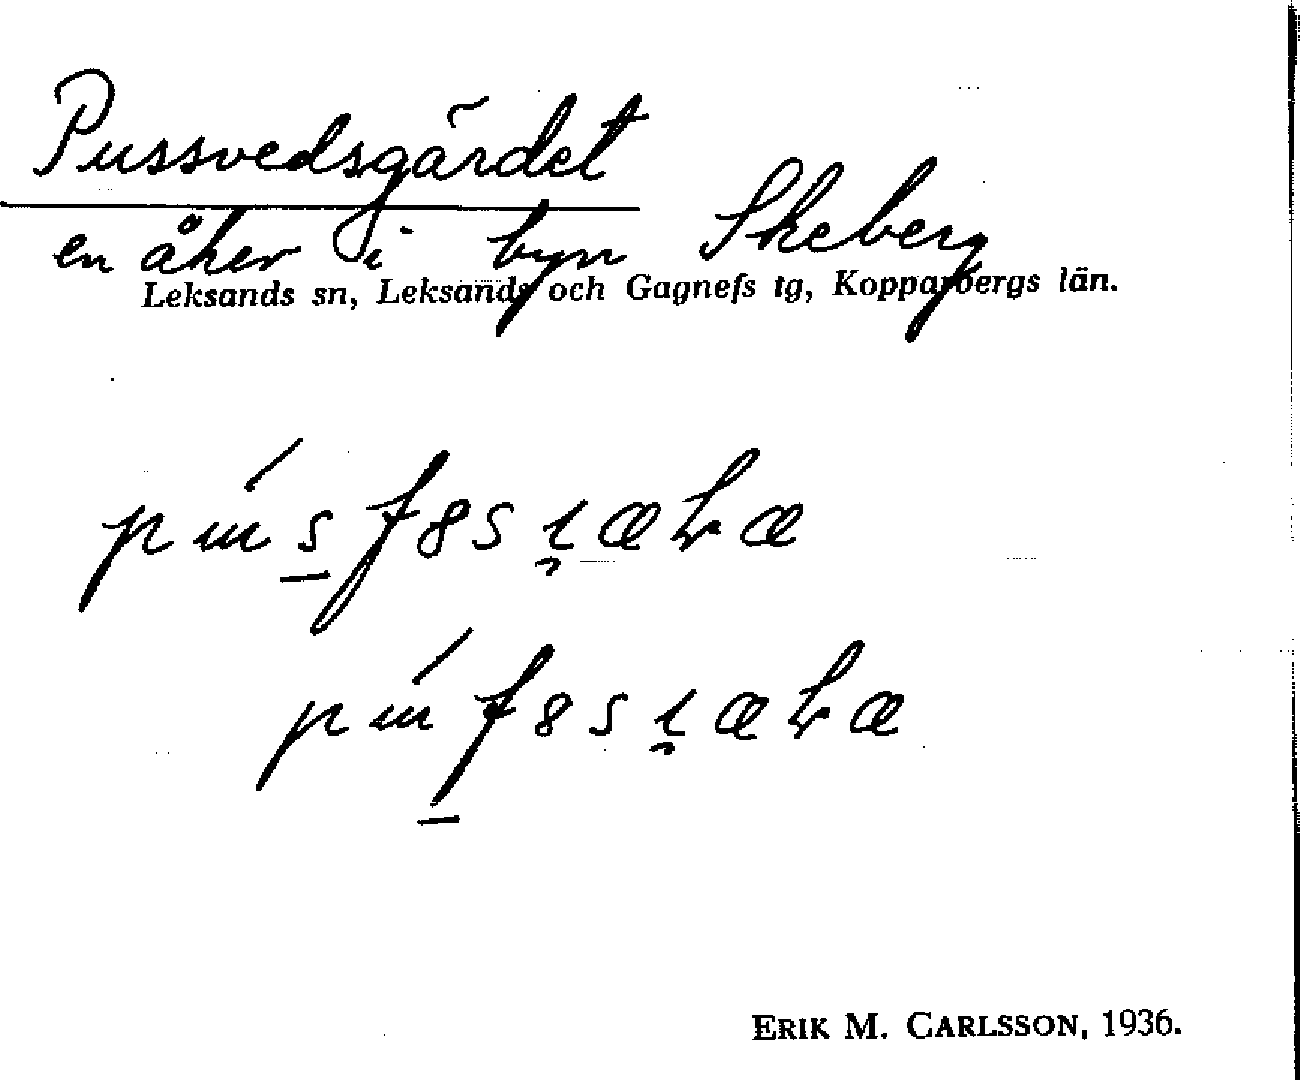 Pussvedsgärdet
en åker i byn Skeberg
Leksands sn, Leksands och Gagnefs tg, Kopparbergs län.
ERIK M. CARLSSON, 1936.